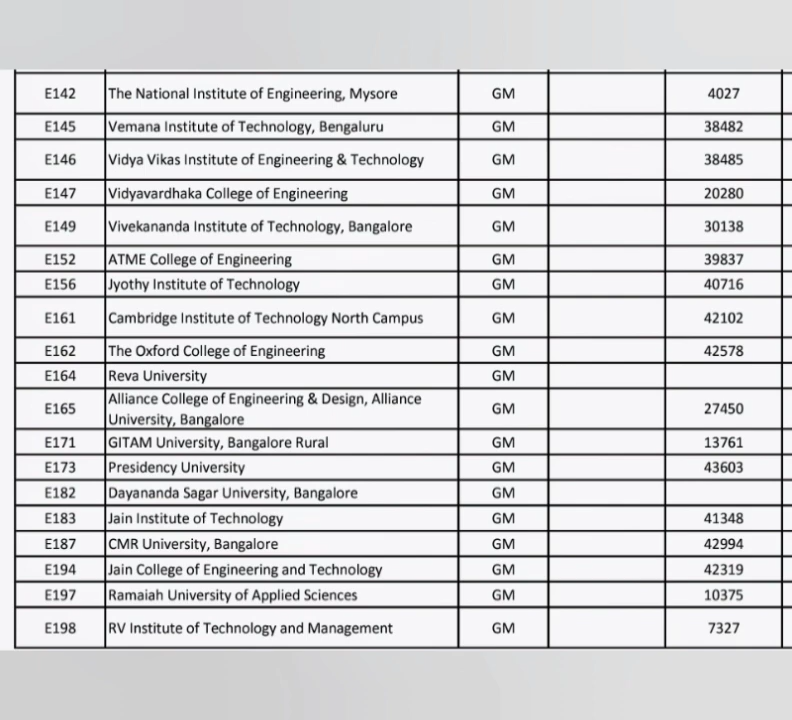 E142 The National Institute of Engineering, Mysore GM 4027
E145 Vemana Institute of Technology, Bengaluru GM 38482
E146 Vidya Vikas Institute of Engineering & Technology GM 38485
E147 Vidyavardhaka College of Engineering GM 20280
E149 Vivekananda Institute of Technology, Bangalore GM 30138
E152 ATME College of Engineering GM 39837
E156 Jyothy Institute of Technology GM 40716
E161 Cambridge Institute of Technology North Campus GM 42102
E162 The Oxford College of Engineering GM 42578
E164 Reva University GM
E165 Alliance College of Engineering & Design, Alliance GM 27450
University, Bangalore
E171 GITAM University, Bangalore Rural GM 13761
E173 Presidency University GM 43603
E182 Dayananda Sagar University, Bangalore GM
E183 Jain Institute of Technology GM 41348
E187 CMR University, Bangalore GM 42994
E194 Jain College of Engineering and Technology GM 42319
E197 Ramaiah University of Applied Sciences GM 10375
E198 RV Institute of Technology and Management GM 7327